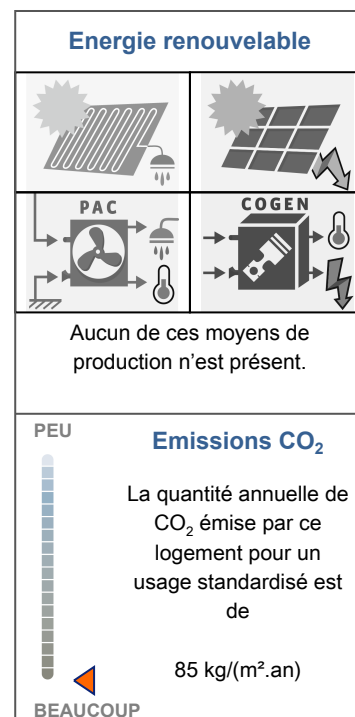 Energie renouvelable
PAC
COGEN
Aucun de ces moyens de
production n’est présent.
PEU
Emissions CO₂
La quantité annuelle de
CO₂ émise par ce
logement pour un
usage standardisé est
de
85 kg/(m².an)
BEAUCOUP